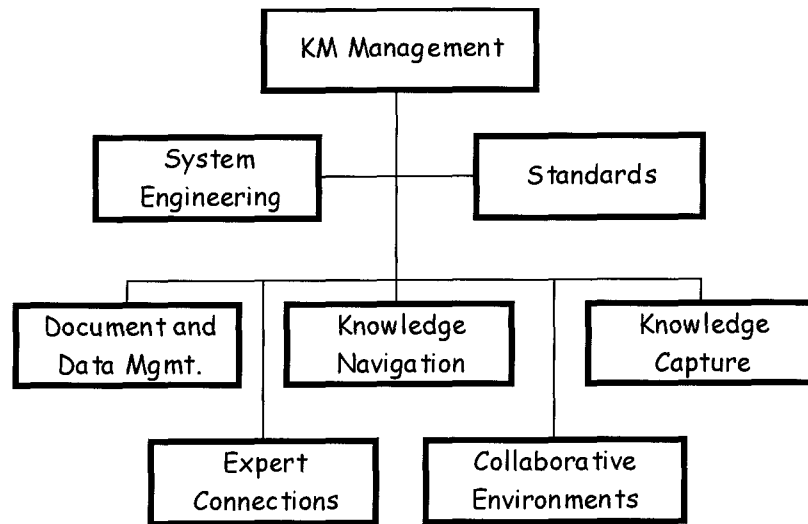 KM Management
System
Engineering
Standards
Document and
Data Mgmt.
Knowledge
Navigation
Knowledge
Capture
Expert
Connections
Collaborative
Environments